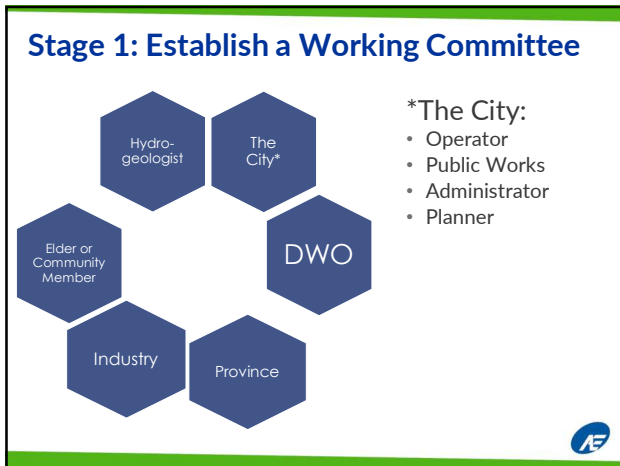 Stage 1: Establish a Working Committee
Hydro-
geologist
The
City*
DWO
Elder or
Community
Member
Industry
Province
*The City:
• Operator
• Public Works
• Administrator
• Planner
AE